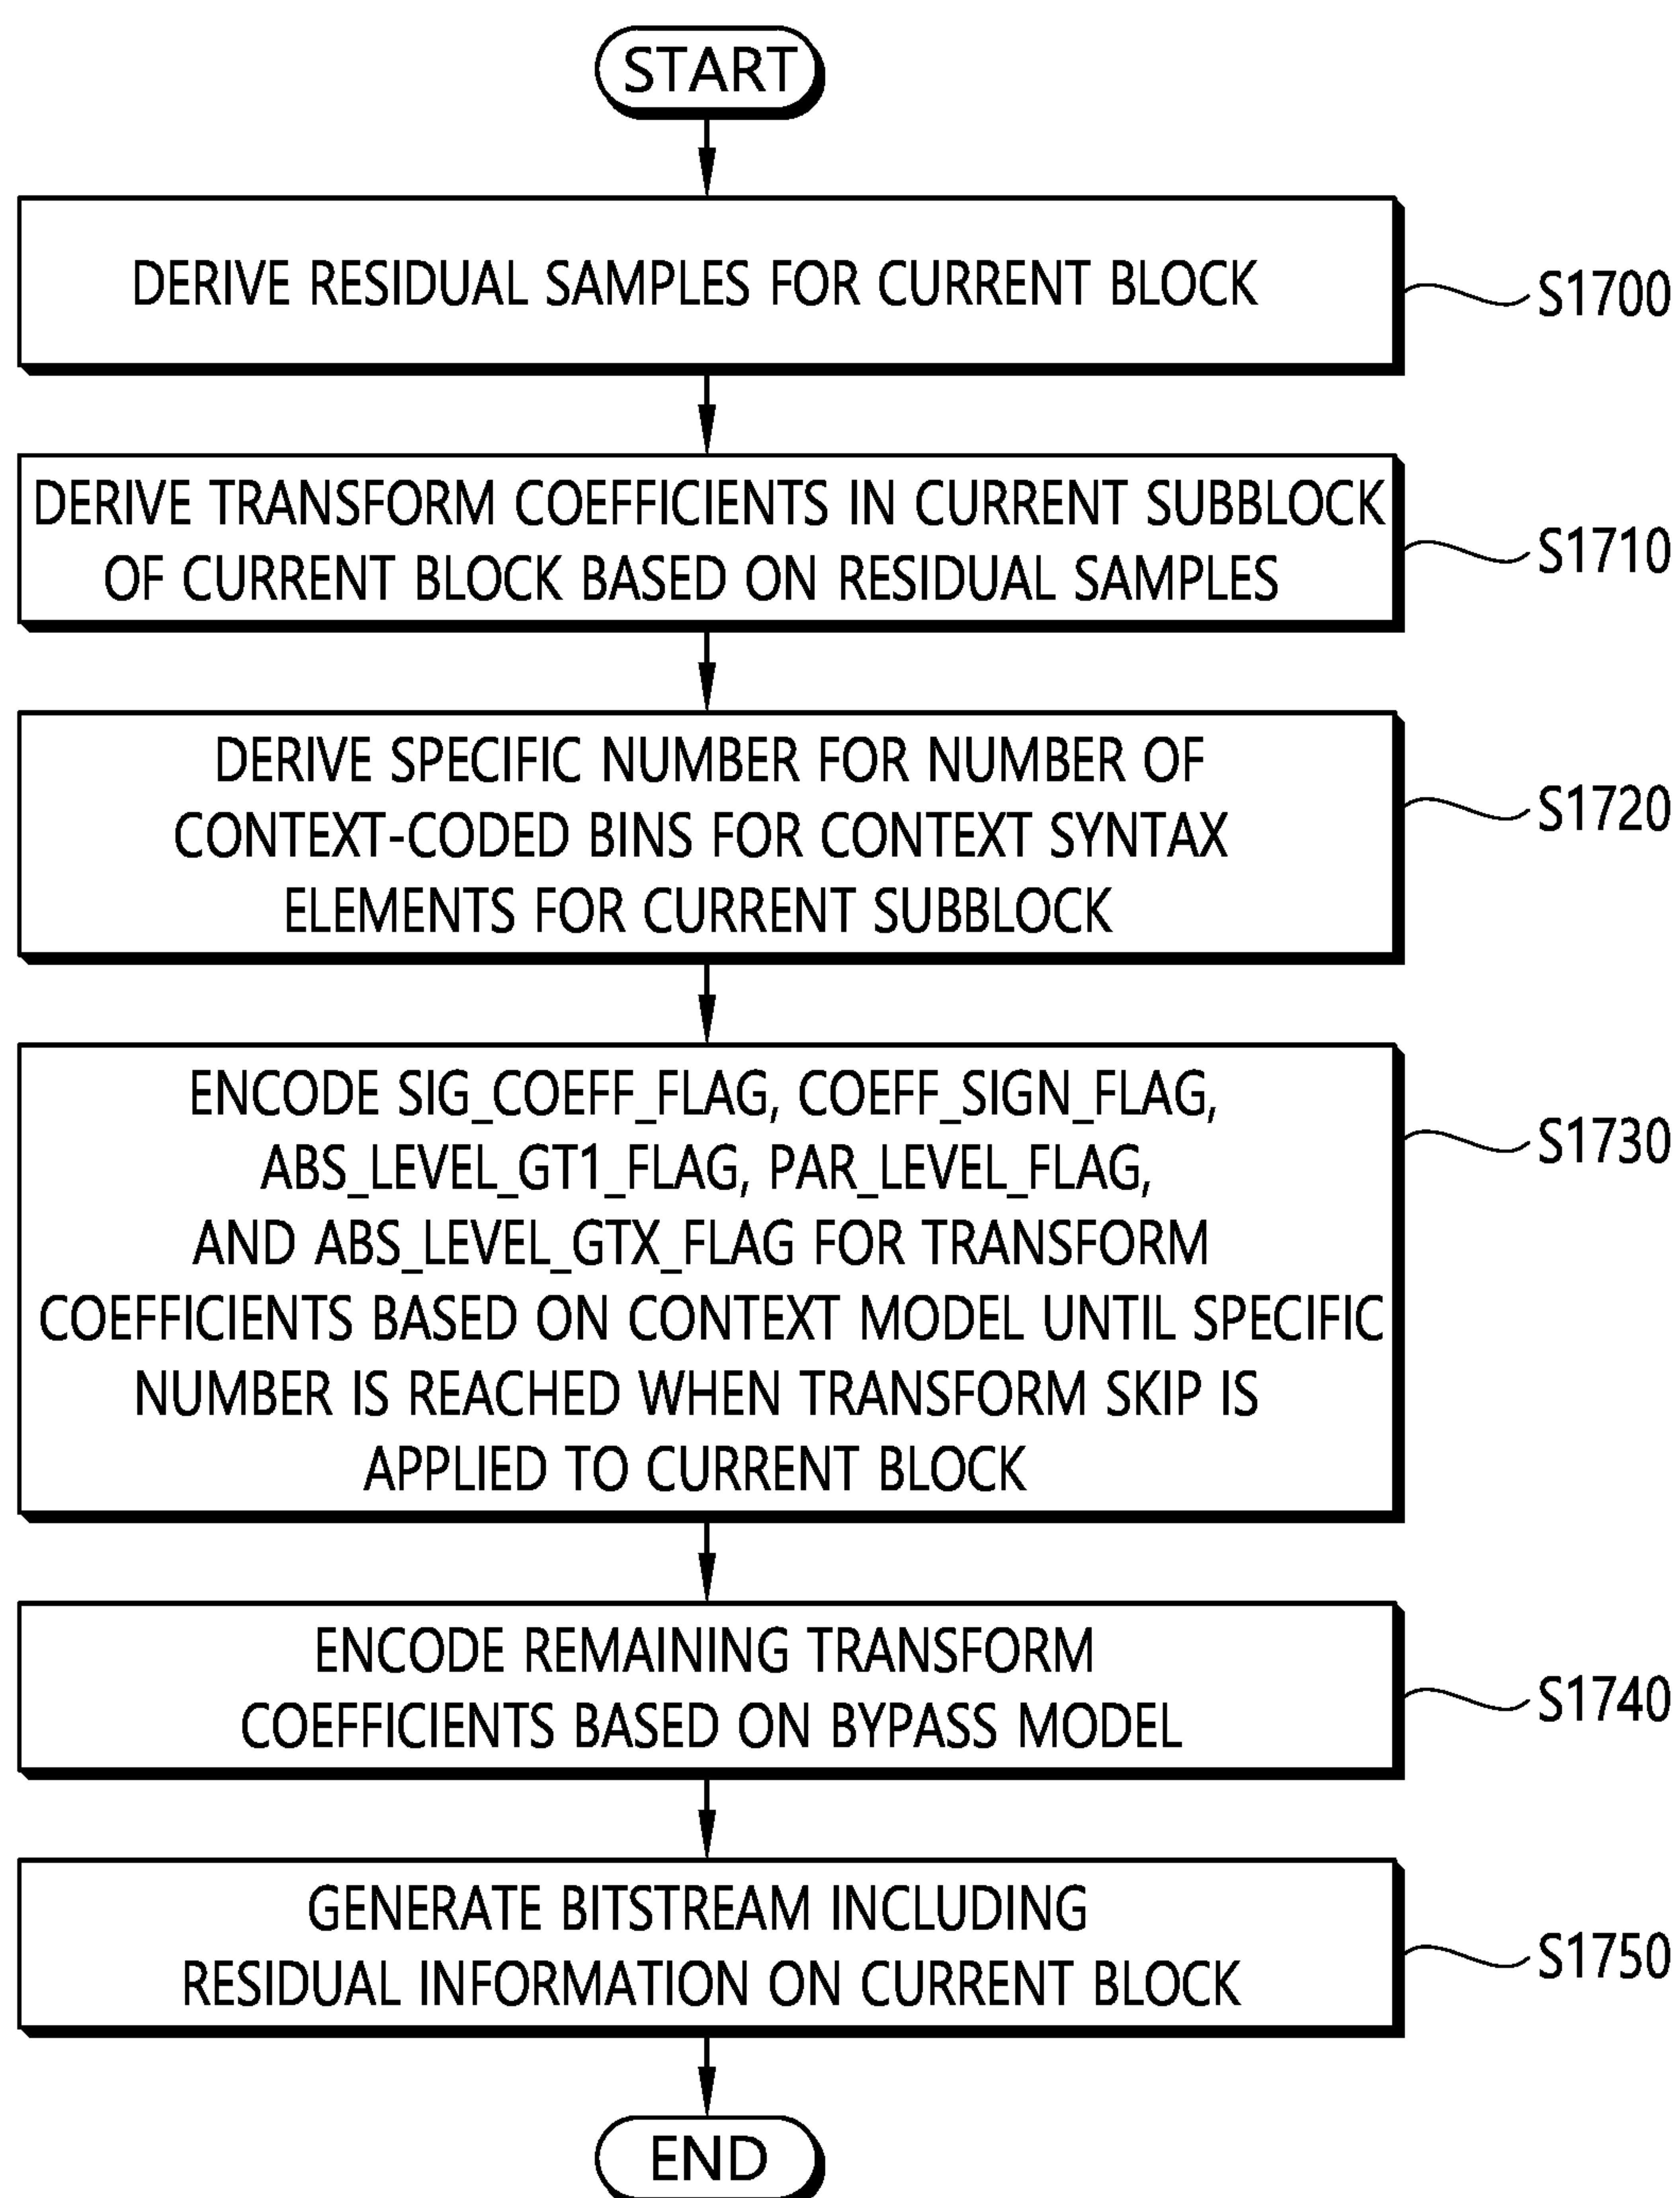 START
DERIVE RESIDUAL SAMPLES FOR CURRENT BLOCK
S1700
DERIVE TRANSFORM COEFFICIENTS IN CURRENT SUBBLOCK
OF CURRENT BLOCK BASED ON RESIDUAL SAMPLES
S1710
DERIVE SPECIFIC NUMBER FOR NUMBER OF
CONTEXT-CODED BINS FOR CONTEXT SYNTAX
ELEMENTS FOR CURRENT SUBBLOCK
S1720
ENCODE SIG_COEFF_FLAG, COEFF_SIGN_FLAG,
ABS_LEVEL_GT1_FLAG, PAR_LEVEL_FLAG,
AND ABS_LEVEL_GTX_FLAG FOR TRANSFORM
COEFFICIENTS BASED ON CONTEXT MODEL UNTIL SPECIFIC
NUMBER IS REACHED WHEN TRANSFORM SKIP IS
APPLIED TO CURRENT BLOCK
S1730
ENCODE REMAINING TRANSFORM
COEFFICIENTS BASED ON BYPASS MODEL
S1740
GENERATE BITSTREAM INCLUDING
RESIDUAL INFORMATION ON CURRENT BLOCK
S1750
END